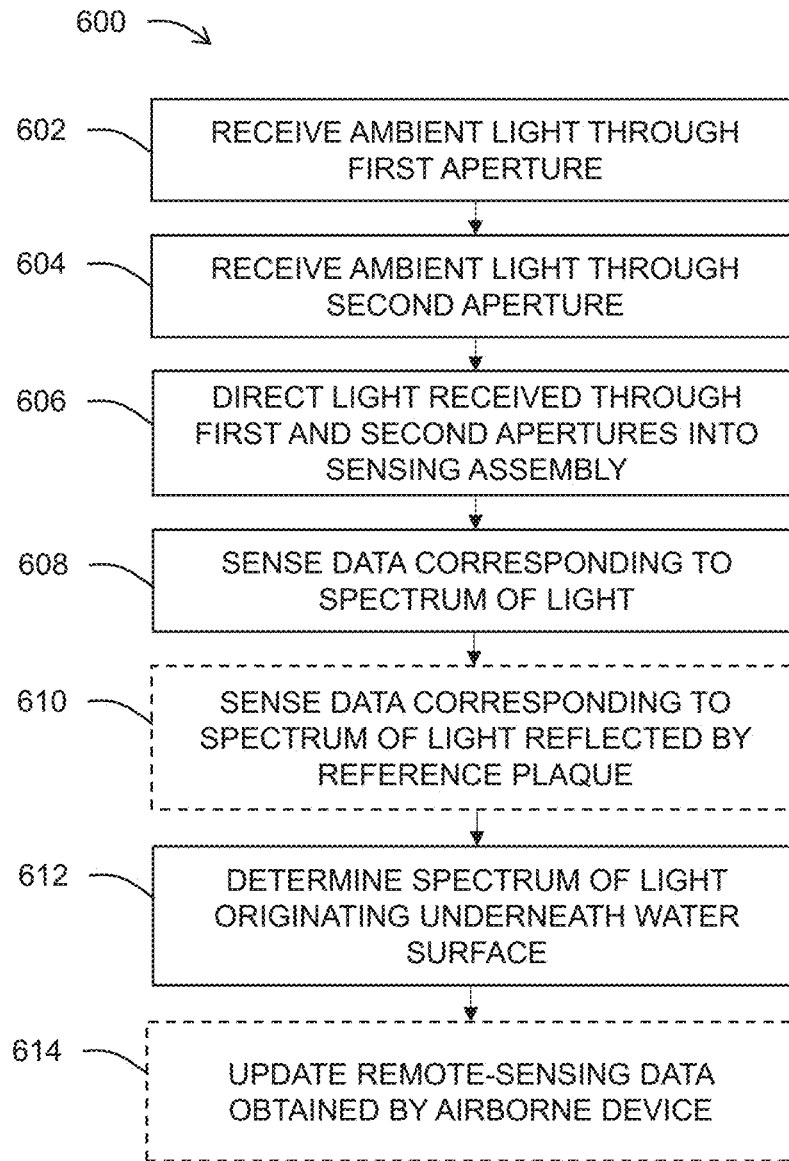 600
602
RECEIVE AMBIENT LIGHT THROUGH
FIRST APERTURE
604
RECEIVE AMBIENT LIGHT THROUGH
SECOND APERTURE
606
DIRECT LIGHT RECEIVED THROUGH
FIRST AND SECOND APERTURES INTO
SENSING ASSEMBLY
608
SENSE DATA CORRESPONDING TO
SPECTRUM OF LIGHT
610
SENSE DATA CORRESPONDING TO
SPECTRUM OF LIGHT REFLECTED BY
REFERENCE PLAQUE
612
DETERMINE SPECTRUM OF LIGHT
ORIGINATING UNDERNEATH WATER
SURFACE
614
UPDATE REMOTE-SENSING DATA
OBTAINED BY AIRBORNE DEVICE